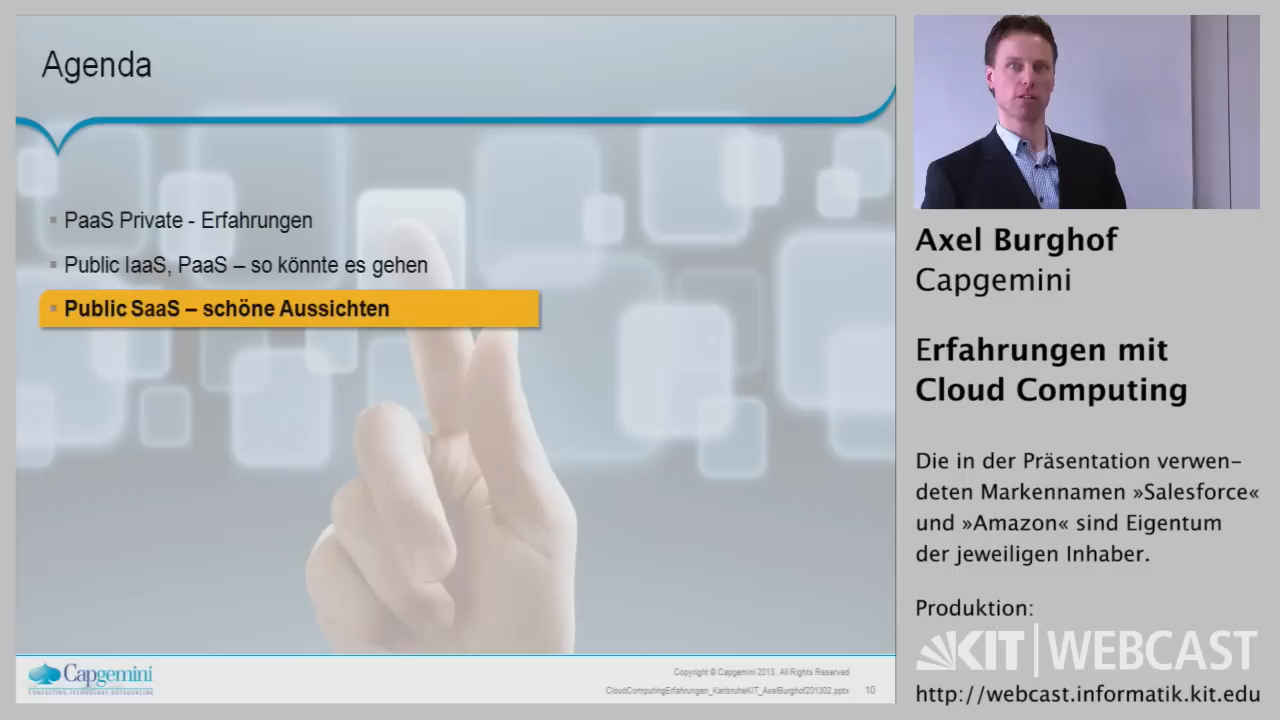 Agenda
PaaS Private - Erfahrungen
Public IaaS, PaaS – so könnte es gehen
Public SaaS – schöne Aussichten
Capgemini
CONSULTING.TECHNOLOGY.OUTSOURCING
Copyright © Capgemini 2013. All Rights Reserved
CloudComputingErfahrungen_KarlsruheKIT_AxelBurghof201302.pptx
10
Axel Burghof
Capgemini
Erfahrungen mit
Cloud Computing
Die in der Präsentation verwen-
deten Markennamen »Salesforce«
und »Amazon« sind Eigentum
der jeweiligen Inhaber.
Produktion:
KIT WEBCAST
http://webcast.informatik.kit.edu